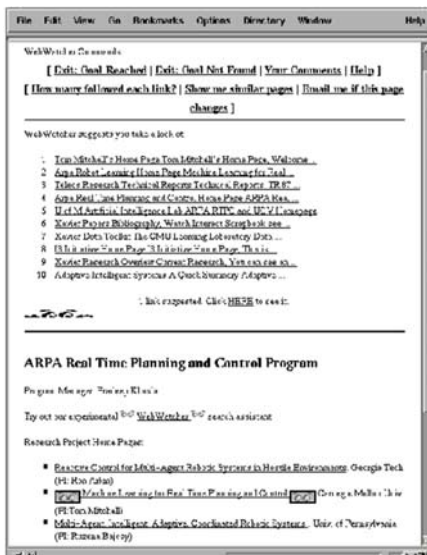 File Edit View Go Bookmarks Options Directory Window Help
WebWatcher Commands
[ Exit: Goal Reached | Exit: Goal Not Found | Your Comments | Help ]
[ How many followed each link? | Show me similar pages | Email me if this page
changes ]
WebWatcher suggests you take a look at:
1 Tom Mitchell's Home Page Tom Mitchell's Home Page, Welcome ...
2 Arpa Robot Learning Home Page Machine Learning for Real ...
3 Research Technical Reports Technical Reports TR87 ...
4 Arpa Real Time Planning and Control Home Page ARPA Rea...
5 U of M Artificial Intelligence Lab ARPA RTPC and UGV Homepage
6 Xavier Papers Bibliography, Watch Interact Scrapbook see ...
7 Xavier Data The CMU Learning Laboratory Data ...
8 I3 Initiative Home Page I3 Initiative Home Page, This is ...
9 Xavier Research Overview Current Research, Yet can see an ...
10 Adaptive Intelligent Systems A Quick Summary Adaptive ...
link suggested. Click HERE to see it.
ARPA Real Time Planning and Control Program
Program Manager:
Try out our experimental WebWatcher search assistant
Research Project Home Pages:
Reactive Control for Multi-Agent Robotic Systems in Hostile Environments. Georgia Tech
(PI: Ron Arkin)
Machine Learning for Real Time Planning and Control Carnegie Mellon Univ.
(PI: Tom Mitchell)
Multi-Agent Intelligent, Adaptive, Coordinated Robotic Systems. Univ. of Pennsylvania
(PI: Ruzena Bajcsy)